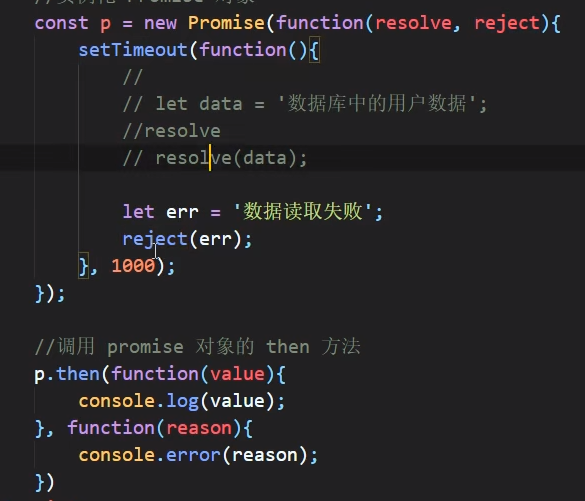 //实例化 Promise 对象
const p = new Promise(function(resolve, reject){
    setTimeout(function(){
        //
        // let data = '数据库中的用户数据';
        //resolve
        // resolve(data);
        let err = '数据读取失败';
        reject(err);
    }, 1000);
});
//调用 promise 对象的 then 方法
p.then(function(value){
    console.log(value);
}, function(reason){
    console.error(reason);
})